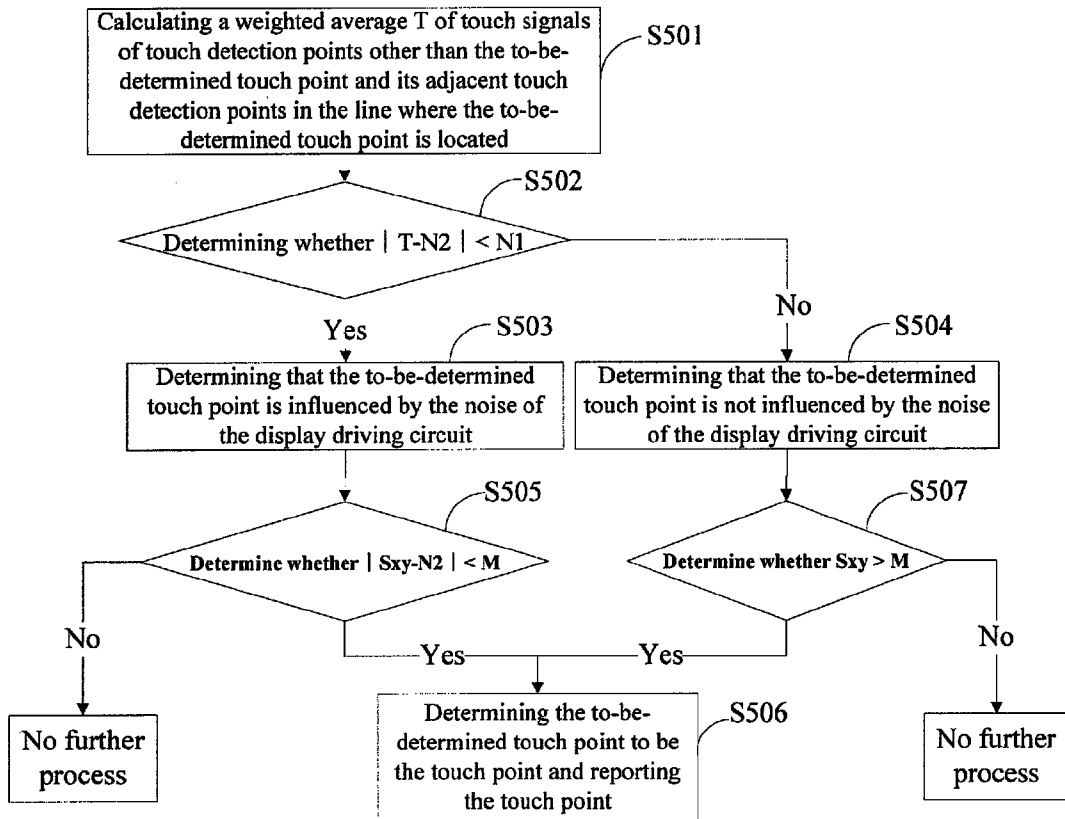 Calculating a weighted average T of touch signals
of touch detection points other than the to-be-
determined touch point and its adjacent touch
detection points in the line where the to-be-
determined touch point is located
S501
S502
Determining whether | T-N2 | < N1
Yes
No
S503
Determining that the to-be-determined
touch point is influenced by the noise of
the display driving circuit
S504
Determining that the to-be-determined
touch point is not influenced by the noise
of the display driving circuit
S505
Determine whether | Sxy-N2 | < M
S507
Determine whether Sxy > M
No
Yes
Yes
No
No further
process
S506
Determining the to-be-
determined touch point to be
the touch point and reporting
the touch point
No further
process